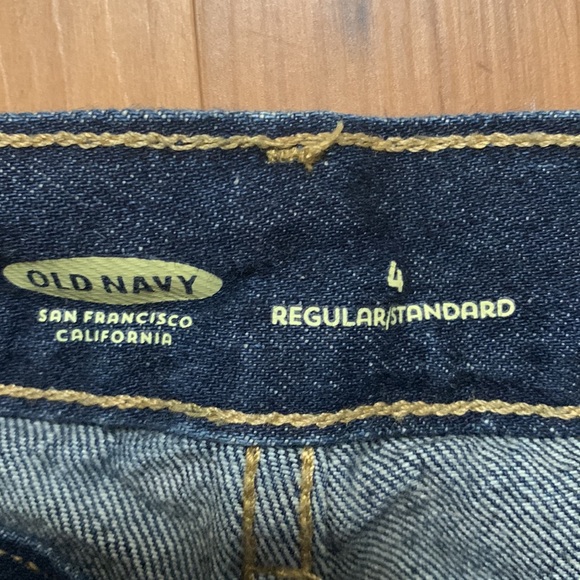 OLD NAVY
SAN FRANCISCO
CALIFORNIA
4
REGULAR/STANDARD